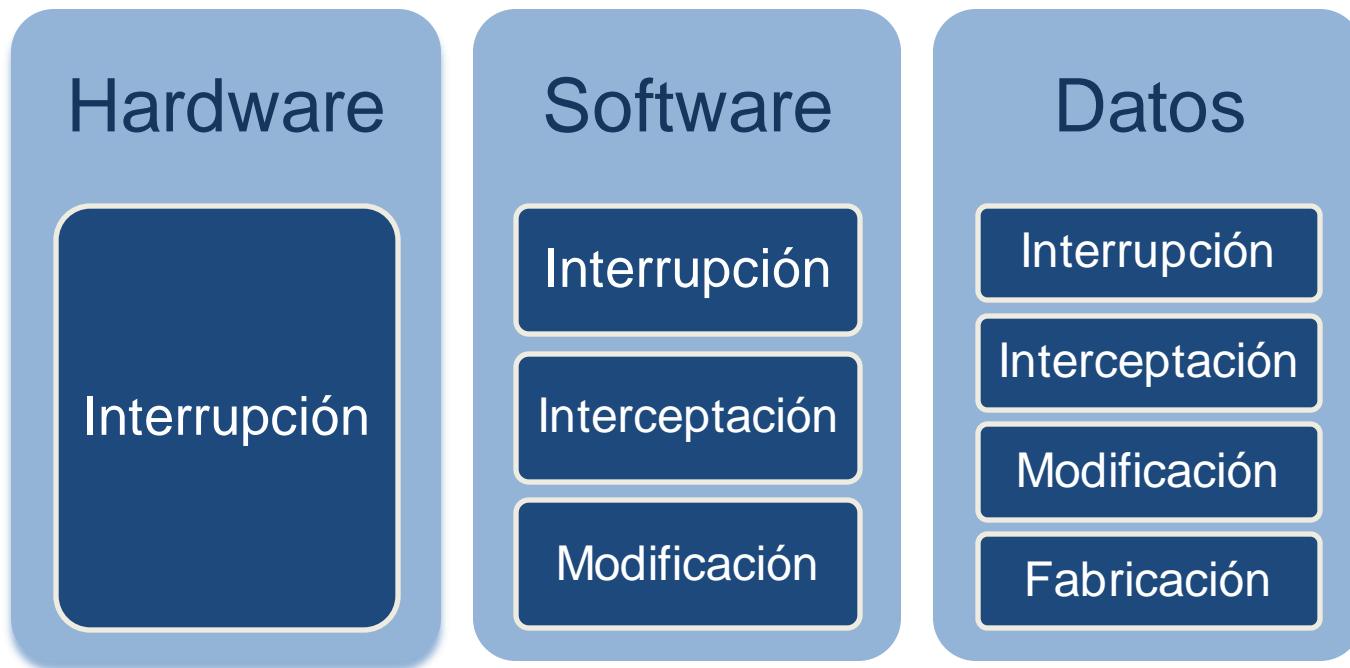 Hardware
Interrupción
Software
Interrupción
Interceptación
Modificación
Datos
Interrupción
Interceptación
Modificación
Fabricación